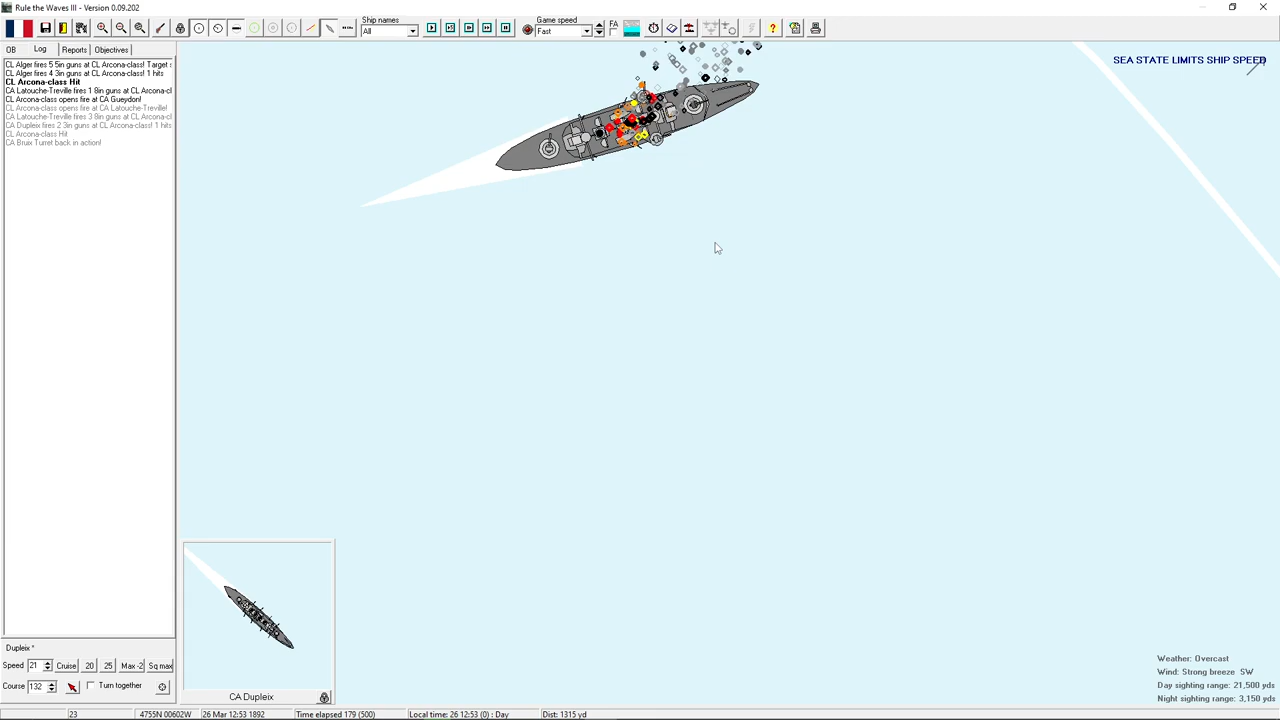 Rule the Waves III - Version 0.09.202
Ship names
All
Game speed
Fast
FA
OB Log Reports Objectives
SEA STATE LIMITS SHIP SPEED
CL Alger fires 5 5in guns at CL Arcona-class! Target s
CL Alger fires 4 3in guns at CL Arcona-class! 1 hits
CL Arcona-class Hit
CA Latouche-Treville fires 1 8in guns at CL Arcona-cl
CL Arcona-class opens fire at CA Gueydon!
CL Arcona-class opens fire at CA Latouche-Treville!
CA Latouche-Treville fires 3 8in guns at CL Arcona-cl
CA Dupleix fires 2 3in guns at CL Arcona-class! 1 hits
CL Arcona-class Hit
CA Bruix Turret back in action!
Dupleix *
Speed 21 Cruise 20 25 Max -2 Sq max
Course 132 Turn together
CA Dupleix
Weather: Overcast
Wind: Strong breeze SW
Day sighting range: 21,500 yds
Night sighting range: 3,150 yds
23 4755N 00602W 26 Mar 12:53 1892 Time elapsed 179 (500) Local time: 26 12:53 (0) : Day Dist: 1315 yd